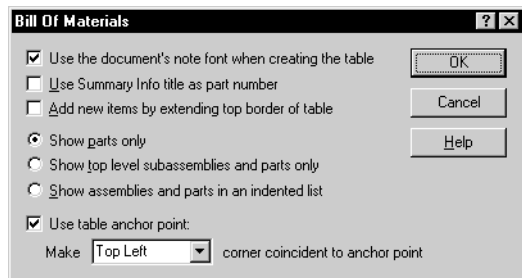 Bill Of Materials
Use the document's note font when creating the table
OK
Use Summary Info title as part number
Add new items by extending top border of table
Cancel
Show parts only
Help
Show top level subassemblies and parts only
Show assemblies and parts in an indented list
Use table anchor point:
Make Top Left corner coincident to anchor point